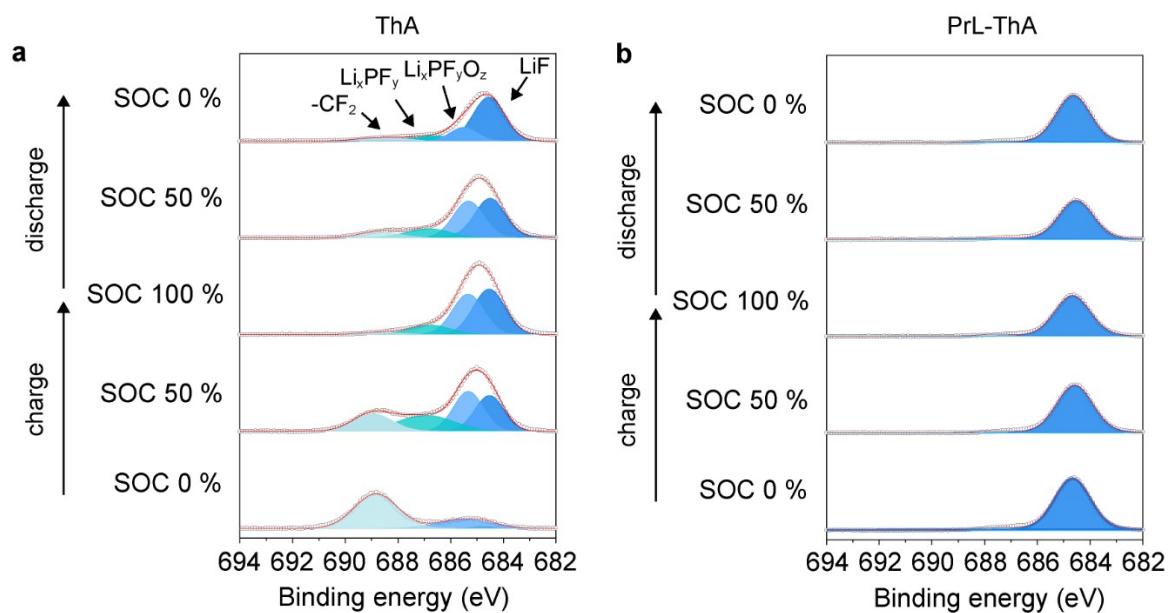 a
ThA
SOC 0 %
-CF₂
LiₓPFᵧ
LiₓPFᵧO_z
LiF
SOC 50 %
SOC 100 %
SOC 50 %
SOC 0 %
discharge
charge
694 692 690 688 686 684 682
Binding energy (eV)
b
PrL-ThA
SOC 0 %
SOC 50 %
SOC 100 %
SOC 50 %
SOC 0 %
discharge
charge
694 692 690 688 686 684 682
Binding energy (eV)